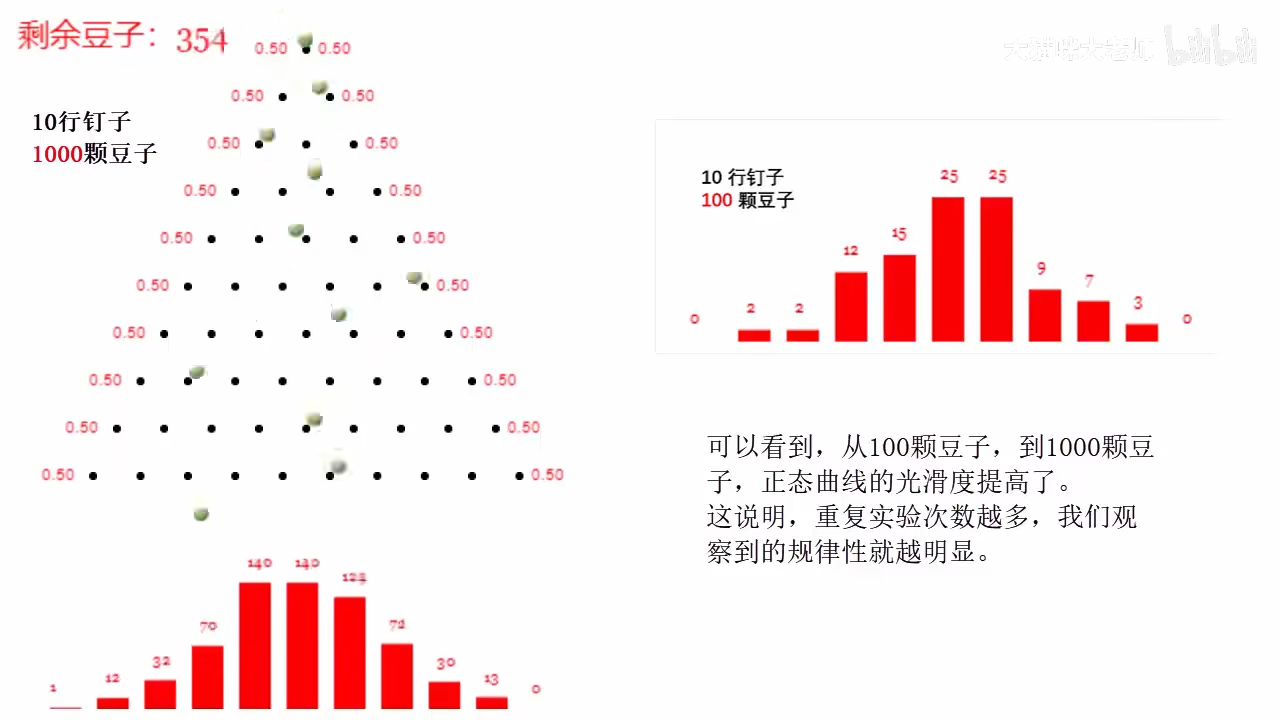 剩余豆子：354
10行钉子
1000颗豆子
0.50 0.50
0.50 0.50
0.50 0.50
0.50 0.50
0.50 0.50
0.50 0.50
0.50 0.50
0.50 0.50
0.50 0.50
0.50 0.50
1 12 32 70 140 140 30 13 0
bilibili
10 行钉子
100 颗豆子
0 2 2 12 15 25 25 9 7 3 0
可以看到，从100颗豆子，到1000颗豆
子，正态曲线的光滑度提高了。
这说明，重复实验次数越多，我们观
察到的规律性就越明显。